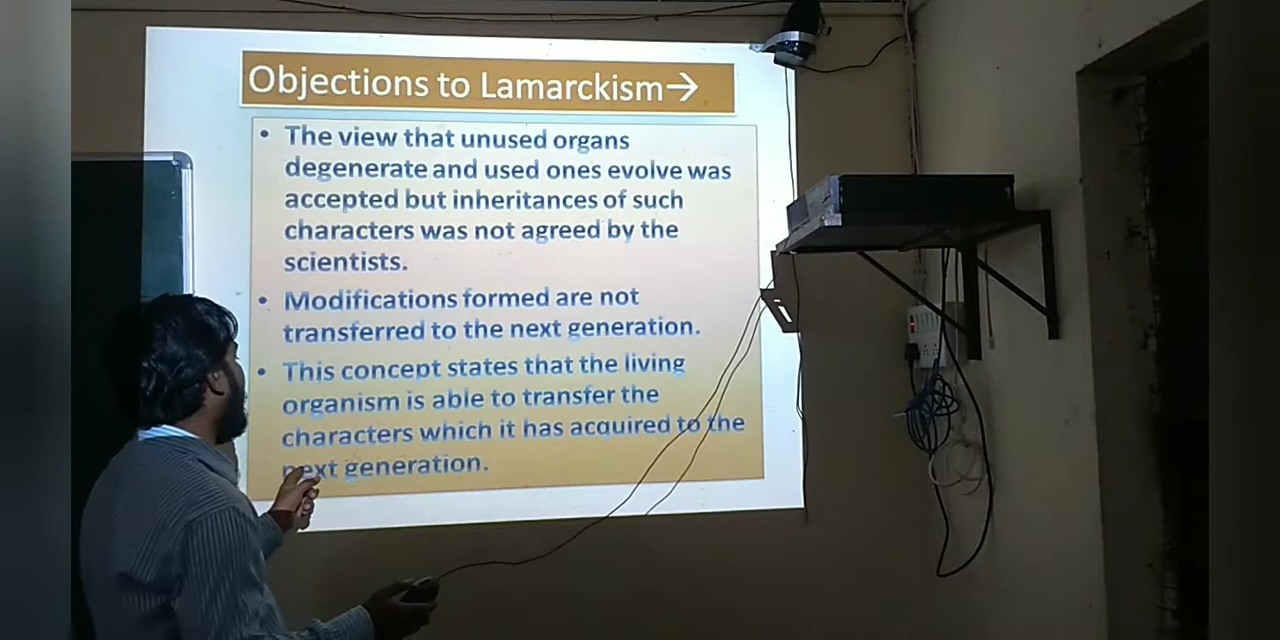 Objections to Lamarckism→
• The view that unused organs
degenerate and used ones evolve was
accepted but inheritances of such
characters was not agreed by the
scientists.
• Modifications formed are not
transferred to the next generation.
• This concept states that the living
organism is able to transfer the
characters which it has acquired to the
next generation.